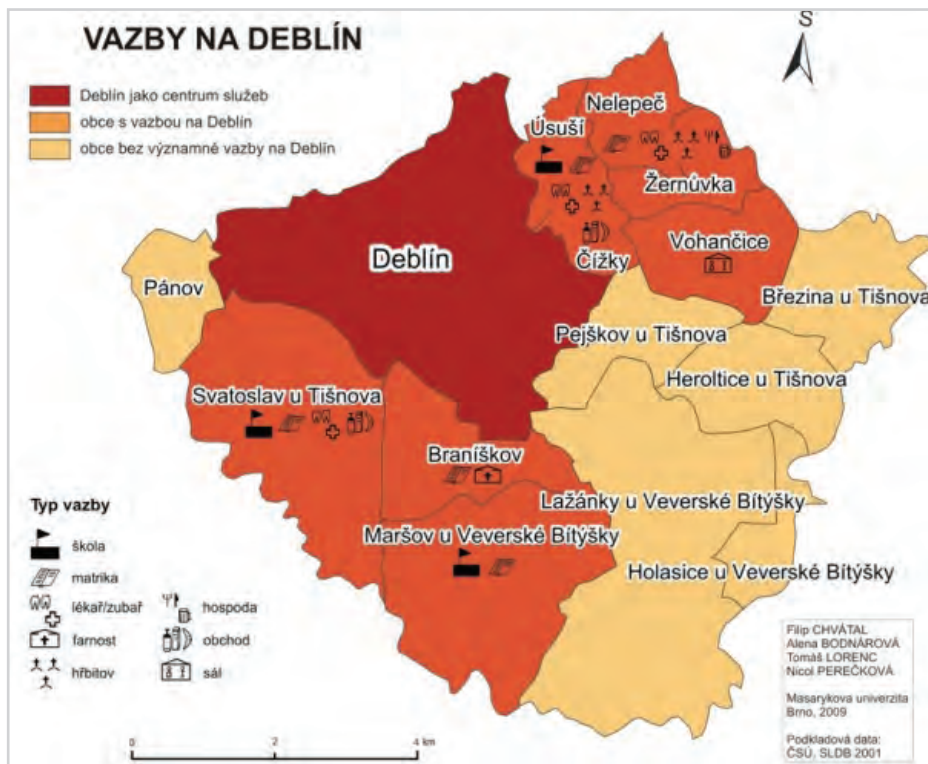 VAZBY NA DEBLÍN
S
Deblín jako centrum služeb
obce s vazbou na Deblín
obce bez významné vazby na Deblín
Nelepeč
Úsuší
Žernůvka
Vohančice
Čížky
Deblín
Pánov
Březina u Tišnova
Pejškov u Tišnova
Heroltice u Tišnova
Svatoslav u Tišnova
Braníškov
Lažánky u Veverské Bítýšky
Maršov u Veverské Bítýšky
Holasice u Veverské Bítýšky
Typ vazby
škola
matrika
lékař/zubař
farnost
hřbitov
hospoda
obchod
sál
Filip CHVÁTAL
Alena BODNÁROVÁ
Tomáš LORENC
Nicol PEREČKOVÁ
Masarykova univerzita
Brno, 2009
Podkladová data:
ČSÚ, SLDB 2001
0 2 4 km